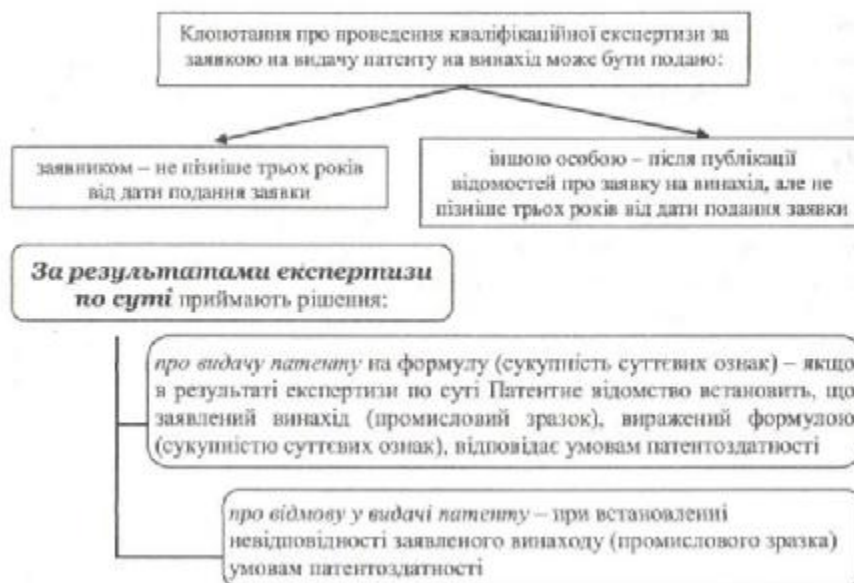 Клопотання про проведення кваліфікаційної експертизи за
заявкою на видачу патенту на винахід може бути подано:
заявником – не пізніше трьох років
від дати подання заявки
іншою особою – після публікації
відомостей про заявку на винахід, але не
пізніше трьох років від дати подання заявки
За результатами експертизи
по суті приймають рішення:
про видачу патенту на формулу (сукупність суттєвих ознак) – якщо
в результаті експертизи по суті Патентне відомство встановить, що
заявлений винахід (промисловий зразок), виражений формулою
(сукупністю суттєвих ознак), відповідає умовам патентоздатності
про відмову у видачі патенту – при встановленні
невідповідності заявленого винаходу (промислового зразка)
умовам патентоздатності